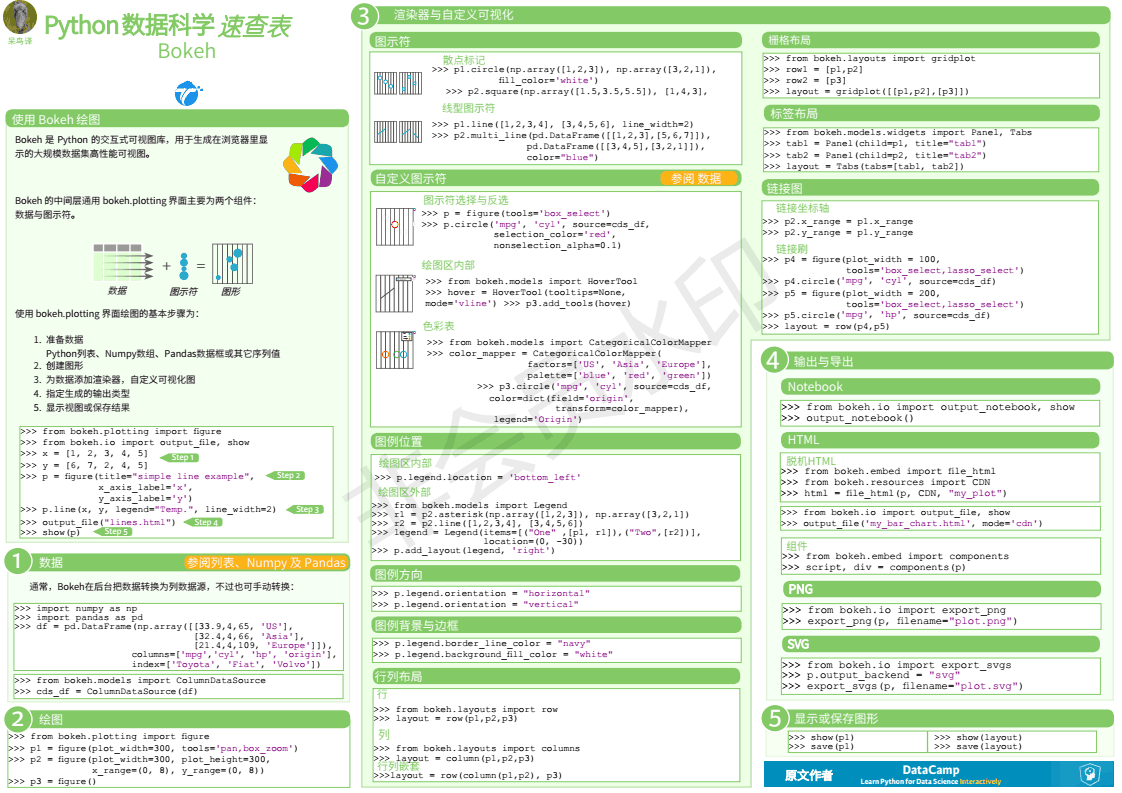 呆鸟译
Python 数据科学 速查表
Bokeh
使用 Bokeh 绘图
Bokeh 是 Python 的交互式可视图库，用于生成在浏览器里显
示的大规模数据集高性能可视图。
Bokeh 的中间层通用 bokeh.plotting 界面主要为两个组件：
数据与图示符。
+ =
数据 图示符 图形
使用 bokeh.plotting 界面绘图的基本步骤为：
1. 准备数据
Python列表、Numpy数组、Pandas数据框或其它序列值
2. 创建图形
3. 为数据添加渲染器，自定义可视化图
4. 指定生成的输出类型
5. 显示视图或保存结果
>>> from bokeh.plotting import figure
>>> from bokeh.io import output_file, show
>>> x = [1, 2, 3, 4, 5] Step 1
>>> y = [6, 7, 2, 4, 5]
>>> p = figure(title="simple line example", Step 2
x_axis_label='x',
y_axis_label='y')
>>> p.line(x, y, legend="Temp.", line_width=2) Step 3
>>> output_file("lines.html") Step 4
>>> show(p) Step 5
1 数据 参阅列表、Numpy 及 Pandas
通常，Bokeh在后台把数据转换为列数据源，不过也可手动转换：
>>> import numpy as np
>>> import pandas as pd
>>> df = pd.DataFrame(np.array([[33.9,4,65, 'US'],
[32.4,4,66, 'Asia'],
[21.4,4,109, 'Europe']]),
columns=['mpg','cyl', 'hp', 'origin'],
index=['Toyota', 'Fiat', 'Volvo'])
>>> from bokeh.models import ColumnDataSource
>>> cds_df = ColumnDataSource(df)
2 绘图
>>> from bokeh.plotting import figure
>>> p1 = figure(plot_width=300, tools='pan,box_zoom')
>>> p2 = figure(plot_width=300, plot_height=300,
x_range=(0, 8), y_range=(0, 8))
>>> p3 = figure()
3 渲染器与自定义可视化
图示符
散点标记
>>> p1.circle(np.array([1,2,3]), np.array([3,2,1]),
fill_color='white')
>>> p2.square(np.array([1.5,3.5,5.5]), [1,4,3],
线型图示符
>>> p1.line([1,2,3,4], [3,4,5,6], line_width=2)
>>> p2.multi_line(pd.DataFrame([[1,2,3],[5,6,7]]),
pd.DataFrame([[3,4,5],[3,2,1]]),
color="blue")
自定义图示符 参阅 数据
图示符选择与反选
>>> p = figure(tools='box_select')
>>> p.circle('mpg', 'cyl', source=cds_df,
selection_color='red',
nonselection_alpha=0.1)
绘图区内部
>>> from bokeh.models import HoverTool
>>> hover = HoverTool(tooltips=None,
mode='vline') >>> p3.add_tools(hover)
色彩表
>>> from bokeh.models import CategoricalColorMapper
>>> color_mapper = CategoricalColorMapper(
factors=['US', 'Asia', 'Europe'],
palette=['blue', 'red', 'green'])
>>> p3.circle('mpg', 'cyl', source=cds_df,
color=dict(field='origin',
transform=color_mapper),
legend='Origin')
图例位置
绘图区内部
>>> p.legend.location = 'bottom_left'
绘图区外部
>>> from bokeh.models import Legend
>>> r1 = p2.asterisk(np.array([1,2,3]), np.array([3,2,1])
>>> r2 = p2.line([1,2,3,4], [3,4,5,6])
>>> legend = Legend(items=[("One" ,[p1, r1]),("Two",[r2])],
location=(0, -30))
>>> p.add_layout(legend, 'right')
图例方向
>>> p.legend.orientation = "horizontal"
>>> p.legend.orientation = "vertical"
图例背景与边框
>>> p.legend.border_line_color = "navy"
>>> p.legend.background_fill_color = "white"
行列布局
行
>>> from bokeh.layouts import row
>>> layout = row(p1,p2,p3)
列
>>> from bokeh.layouts import columns
>>> layout = column(p1,p2,p3)
行列嵌套
>>>layout = row(column(p1,p2), p3)
栅格布局
>>> from bokeh.layouts import gridplot
>>> row1 = [p1,p2]
>>> row2 = [p3]
>>> layout = gridplot([[p1,p2],[p3]])
标签布局
>>> from bokeh.models.widgets import Panel, Tabs
>>> tab1 = Panel(child=p1, title="tab1")
>>> tab2 = Panel(child=p2, title="tab2")
>>> layout = Tabs(tabs=[tab1, tab2])
链接图
链接坐标轴
>>> p2.x_range = p1.x_range
>>> p2.y_range = p1.y_range
链接刷
>>> p4 = figure(plot_width = 100,
tools='box_select,lasso_select')
>>> p4.circle('mpg', 'cyl', source=cds_df)
>>> p5 = figure(plot_width = 200,
tools='box_select,lasso_select')
>>> p5.circle('mpg', 'hp', source=cds_df)
>>> layout = row(p4,p5)
4 输出与导出
Notebook
>>> from bokeh.io import output_notebook, show
>>> output_notebook()
HTML
脱机HTML
>>> from bokeh.embed import file_html
>>> from bokeh.resources import CDN
>>> html = file_html(p, CDN, "my_plot")
>>> from bokeh.io import output_file, show
>>> output_file('my_bar_chart.html', mode='cdn')
组件
>>> from bokeh.embed import components
>>> script, div = components(p)
PNG
>>> from bokeh.io import export_png
>>> export_png(p, filename="plot.png")
SVG
>>> from bokeh.io import export_svgs
>>> p.output_backend = "svg"
>>> export_svgs(p, filename="plot.svg")
5 显示或保存图形
>>> show(p1) >>> show(layout)
>>> save(p1) >>> save(layout)
原文作者 DataCamp
Learn Python for Data Science Interactively
非会员水印